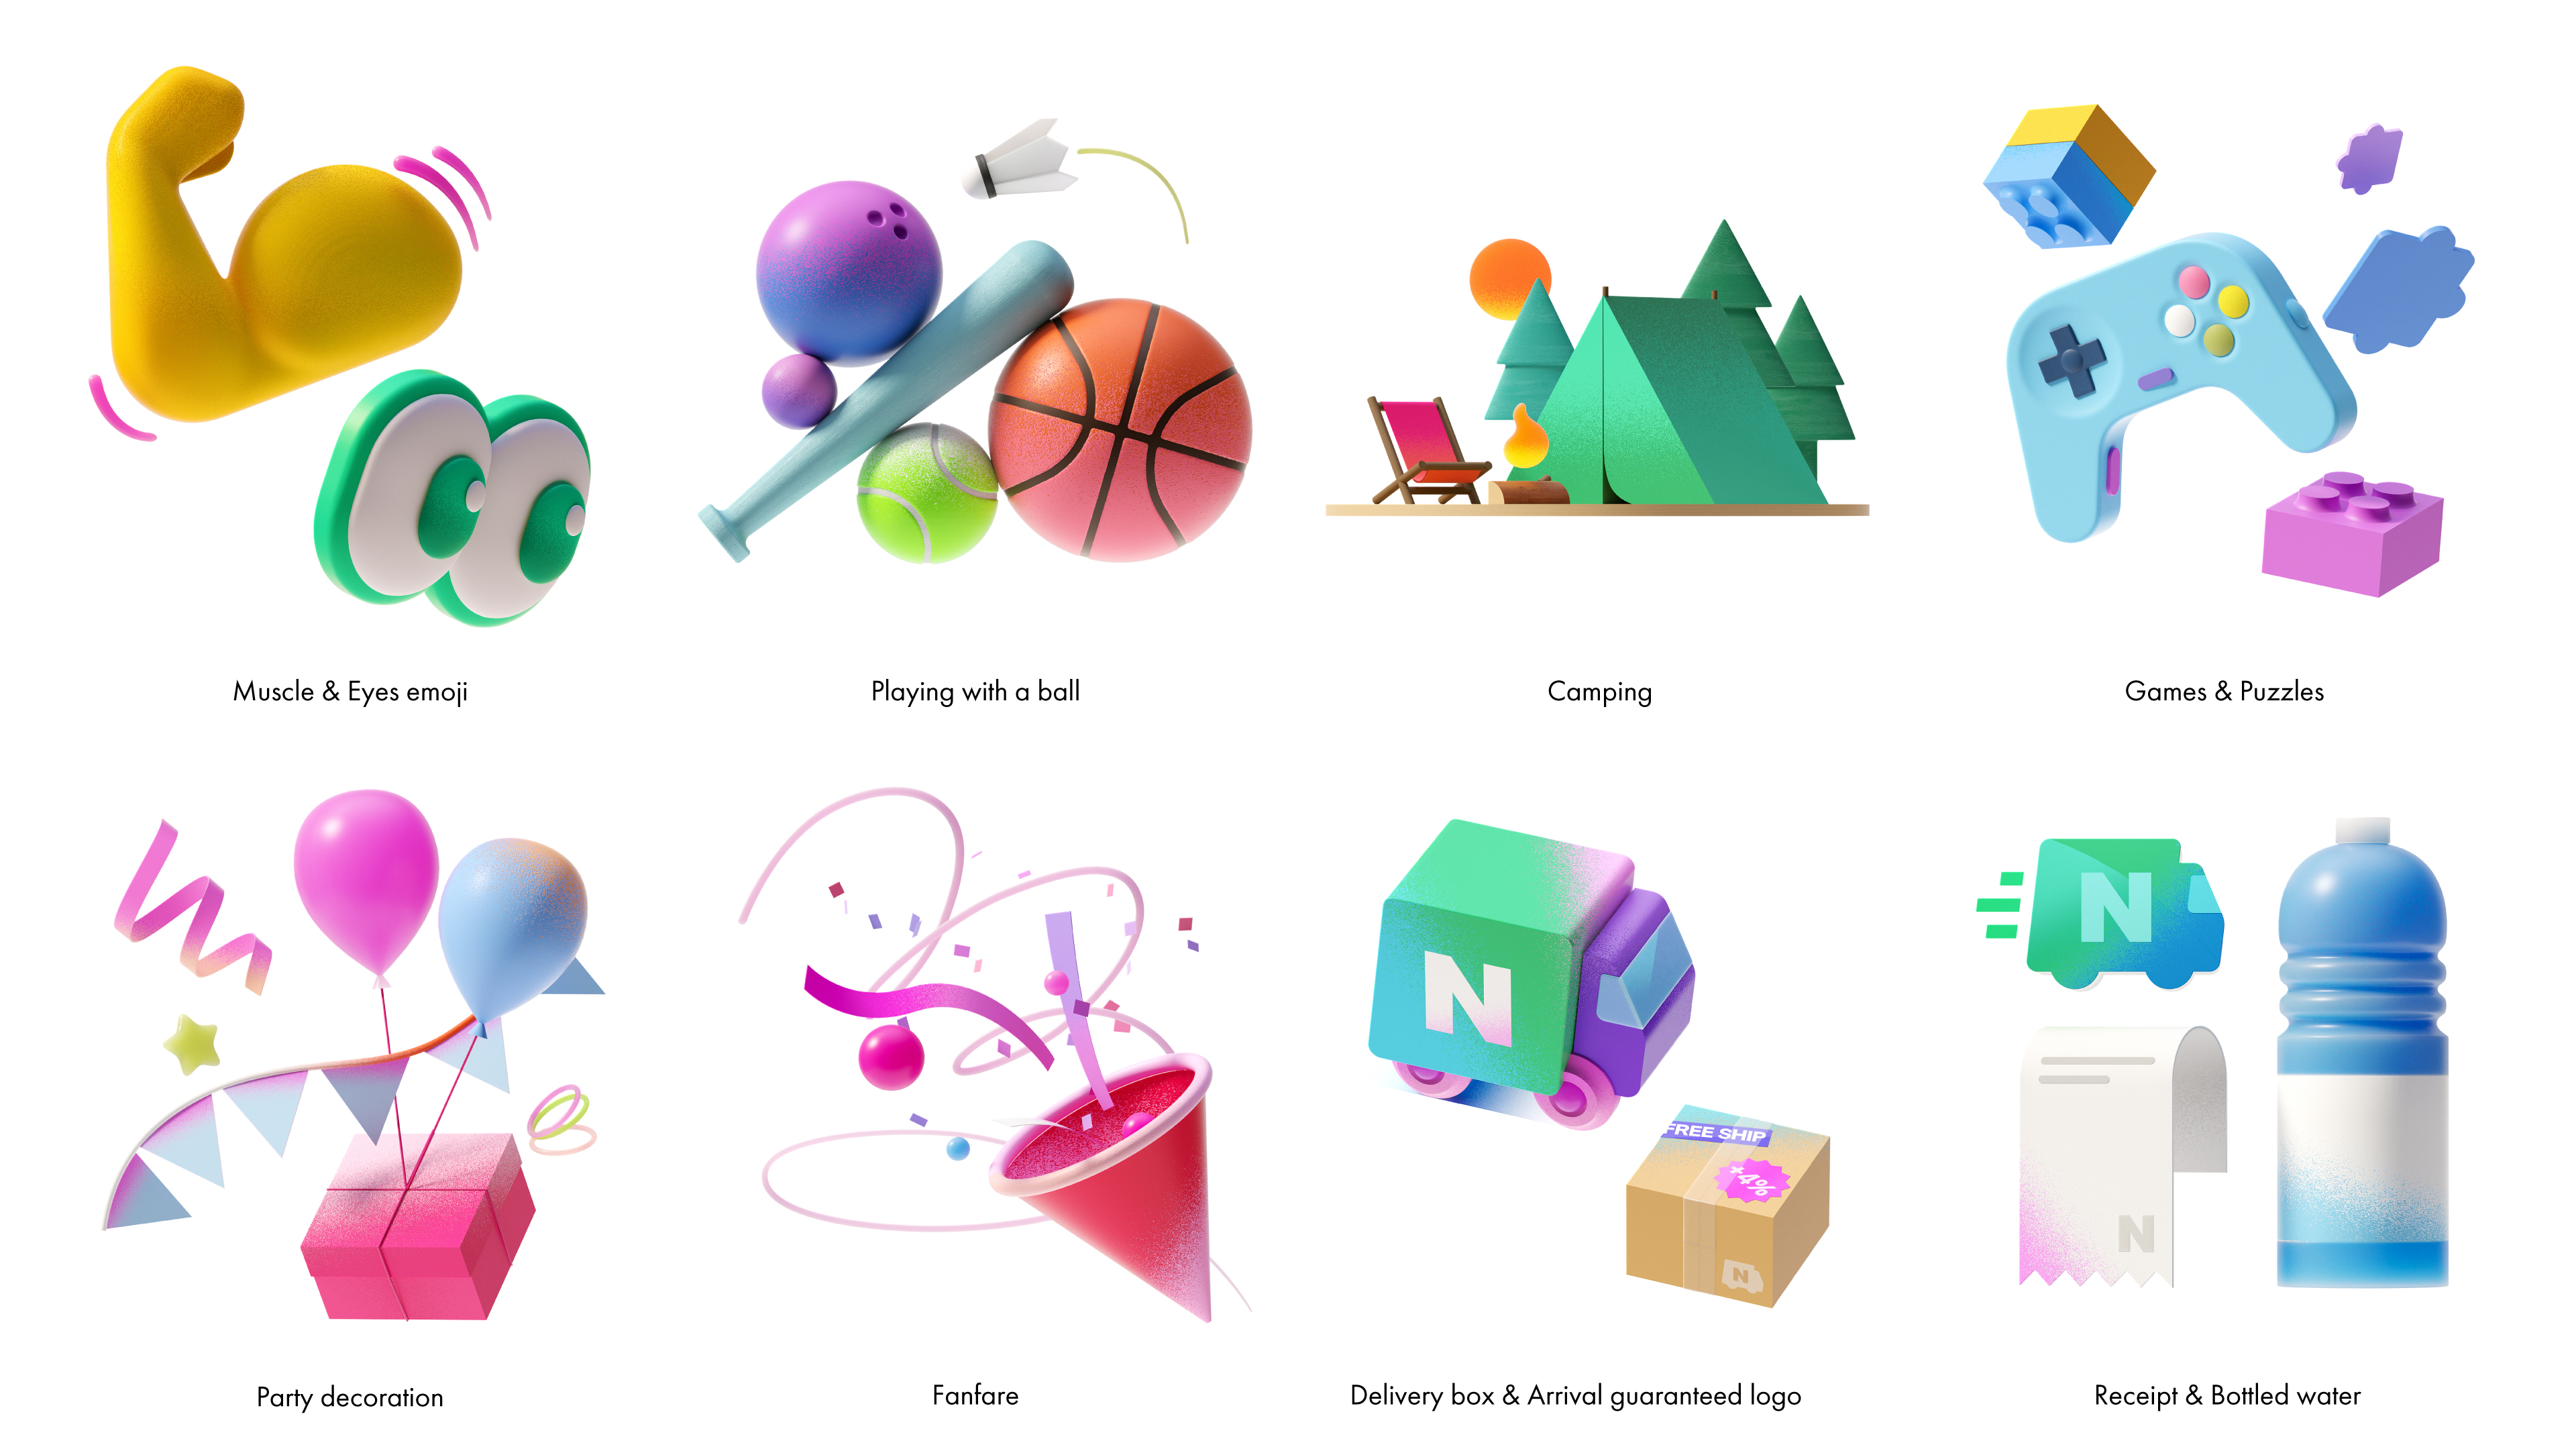 Muscle & Eyes emoji
Playing with a ball
Camping
Games & Puzzles
N
FREE SHIP
+4%
N
N
N
Party decoration
Fanfare
Delivery box & Arrival guaranteed logo
Receipt & Bottled water